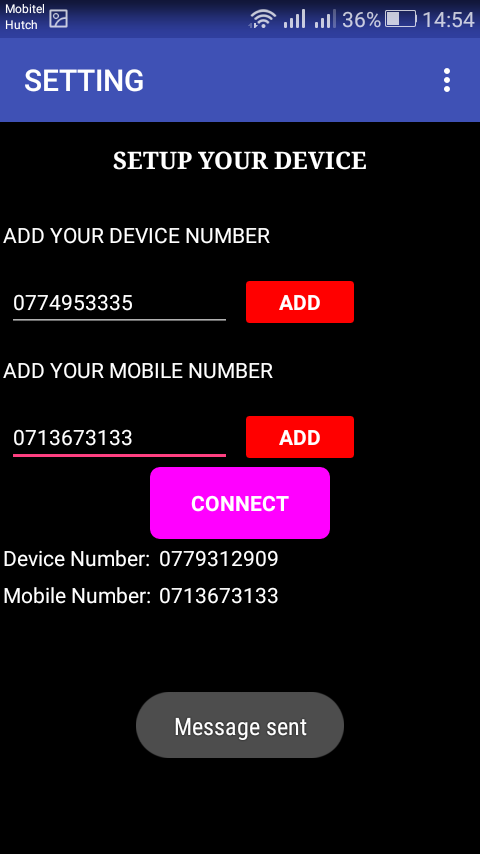 Mobitel
Hutch
36%
14:54
SETTING
SETUP YOUR DEVICE
ADD YOUR DEVICE NUMBER
0774953335
ADD
ADD YOUR MOBILE NUMBER
0713673133
ADD
CONNECT
Device Number: 0779312909
Mobile Number: 0713673133
Message sent